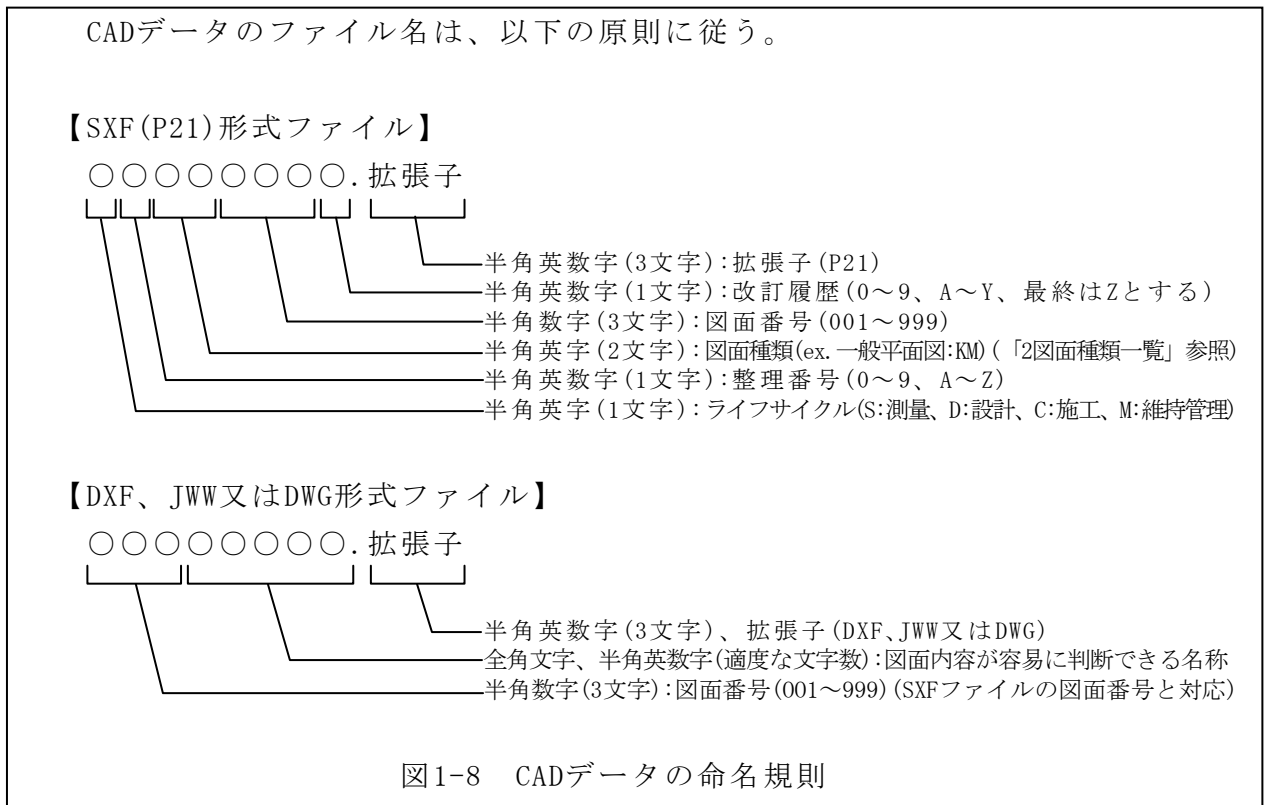 CADデータのファイル名は、以下の原則に従う。
【SXF(P21)形式ファイル】
○○○○○○○○.拡張子
半角英数字(3文字):拡張子(P21)
半角英数字(1文字):改訂履歴(0~9、A~Y、最終はZとする)
半角数字(3文字):図面番号(001~999)
半角英字(2文字):図面種類(ex.一般平面図:KM)(「2図面種類一覧」参照)
半角英数字(1文字):整理番号(0~9、A~Z)
半角英字(1文字):ライフサイクル(S:測量、D:設計、C:施工、M:維持管理)
【DXF、JWW又はDWG形式ファイル】
○○○○○○○○.拡張子
半角英数字(3文字)、拡張子(DXF、JWW又はDWG)
全角文字、半角英数字(適度な文字数):図面内容が容易に判断できる名称
半角数字(3文字):図面番号(001~999)(SXFファイルの図面番号と対応)
図1-8 CADデータの命名規則